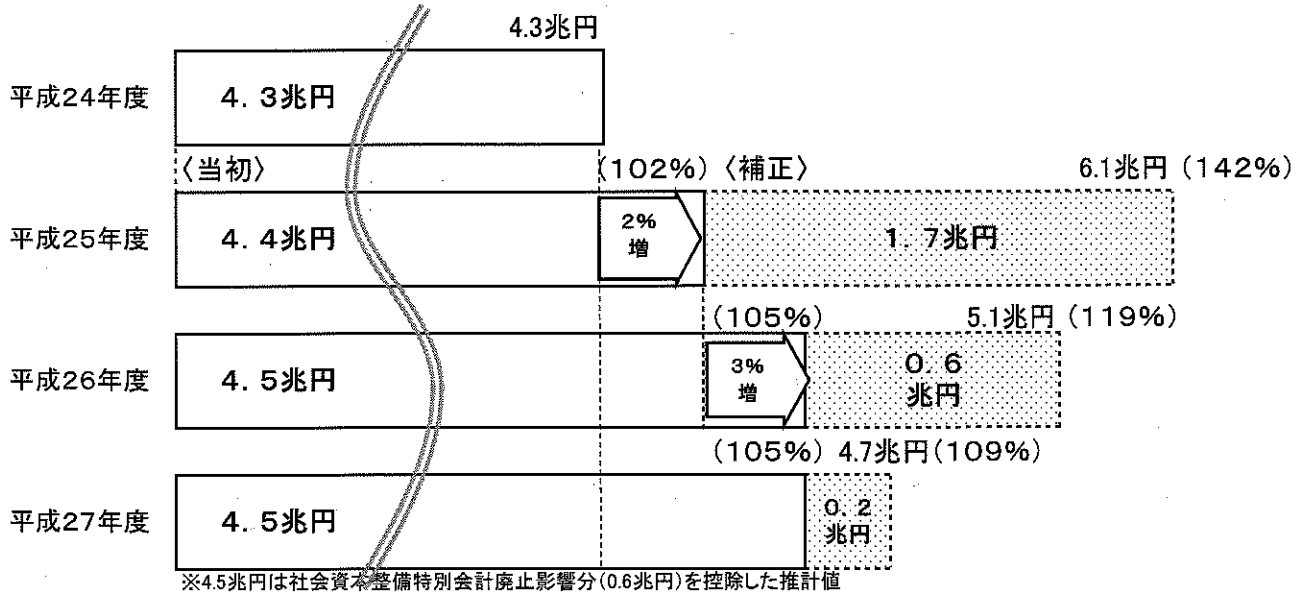 4.3兆円
平成24年度 4.3兆円
〈当初〉 (102%) 〈補正〉 6.1兆円(142%)
平成25年度 4.4兆円 2%
増 1.7兆円
(105%) 5.1兆円(119%)
平成26年度 4.5兆円 3%
増 0.6
兆円
(105%) 4.7兆円(109%)
平成27年度 4.5兆円 0.2
兆円
※4.5兆円は社会資本整備特別会計廃止影響分(0.6兆円)を控除した推計値